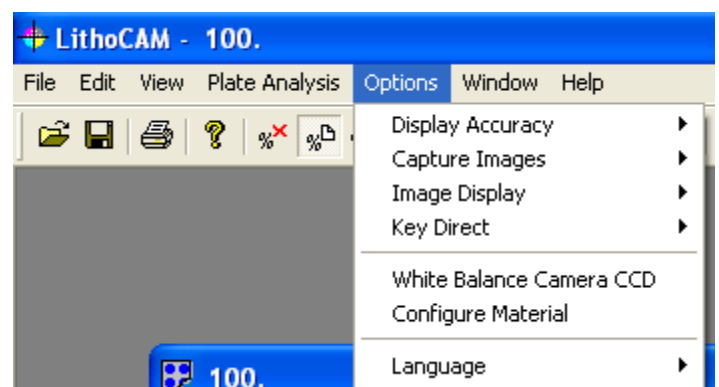 LithoCAM - 100.
File Edit View Plate Analysis Options Window Help
% %
Display Accuracy
Capture Images
Image Display
Key Direct
White Balance Camera CCD
Configure Material
Language
100.